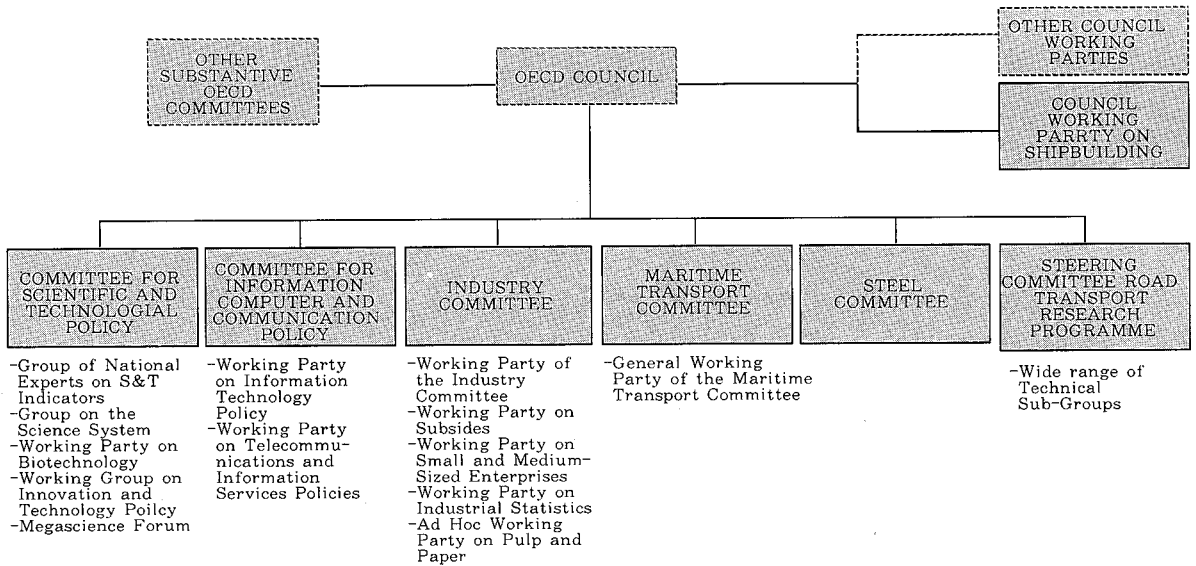 OTHER
SUBSTANTIVE
OECD
COMMITTEES
OECD COUNCIL
OTHER COUNCIL
WORKING
PARTIES
COUNCIL
WORKING
PARRTY ON
SHIPBUILDING
COMMITTEE FOR
SCIENTIFIC AND
TECHNOLOGIAL
POLICY
-Group of National
Experts on S&T
Indicators
-Group on the
Science System
-Working Party on
Biotechnology
-Working Group on
Innovation and
Technology Poilcy
-Megascience Forum
COMMITTEE FOR
INFORMATION
COMPUTER AND
COMMUNICATION
POLICY
-Working Party
on Information
Technology
Policy
-Working Party
on Telecommu-
nications and
Information
Services Policies
INDUSTRY
COMMITTEE
-Working Party of
the Industry
Committee
-Working Party on
Subsides
-Working Party on
Small and Medium-
Sized Enterprises
-Working Party on
Industrial Statistics
-Ad Hoc Working
Party on Pulp and
Paper
MARITIME
TRANSPORT
COMMITTEE
-General Working
Party of the Maritime
Transport Committee
STEEL
COMMITTEE
STEERING
COMMITTEE ROAD
TRANSPORT
RESEARCH
PROGRAMME
-Wide range of
Technical
Sub-Groups